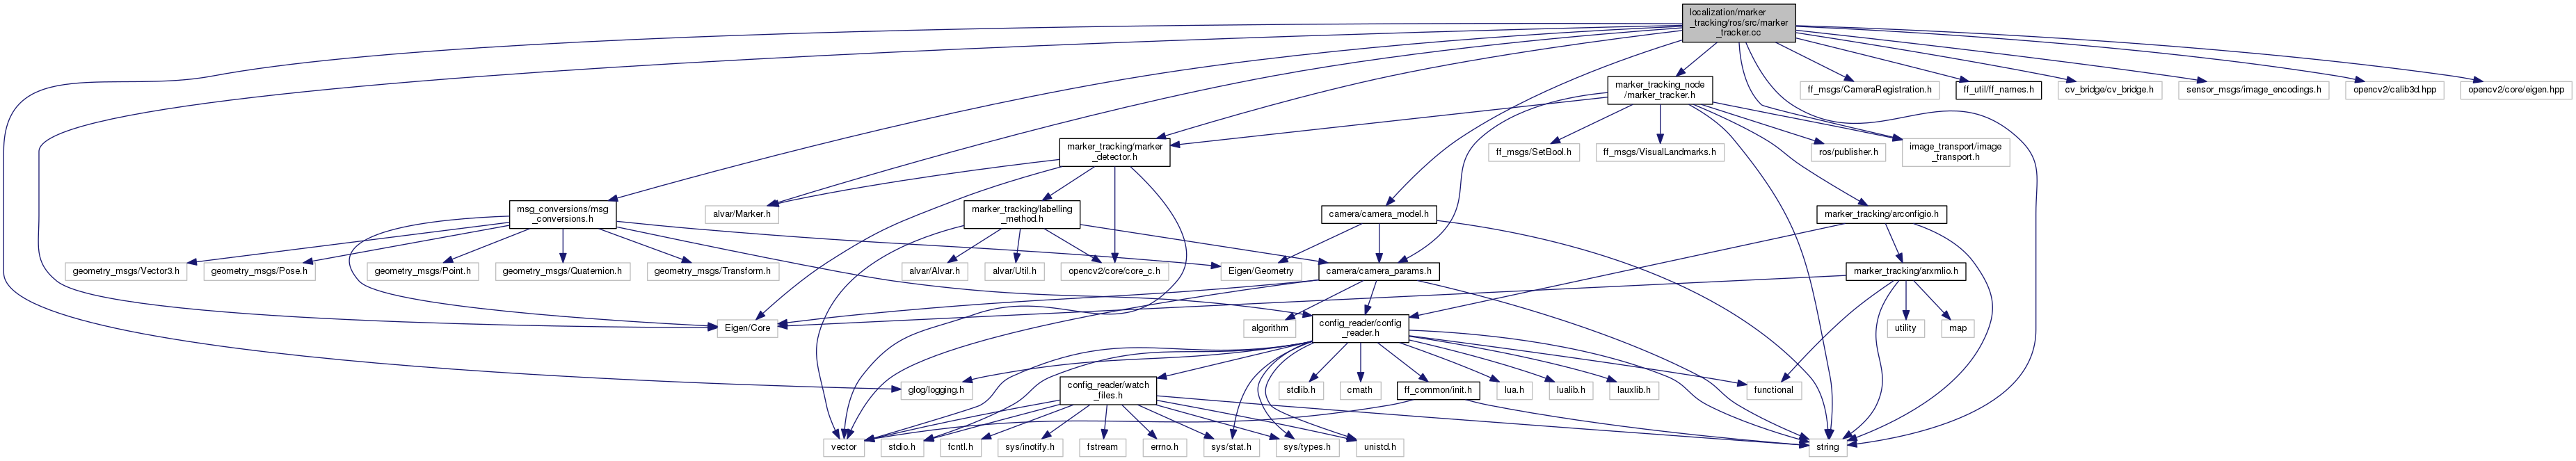 localization/marker
_tracking/ros/src/marker
_tracker.cc
marker_tracking_node
/marker_tracker.h
ff_msgs/CameraRegistration.h
ff_util/ff_names.h
cv_bridge/cv_bridge.h
sensor_msgs/image_encodings.h
opencv2/calib3d.hpp
opencv2/core/eigen.hpp
marker_tracking/marker
_detector.h
ff_msgs/SetBool.h
ff_msgs/VisualLandmarks.h
ros/publisher.h
image_transport/image
_transport.h
msg_conversions/msg
_conversions.h
alvar/Marker.h
marker_tracking/labelling
_method.h
camera/camera_model.h
marker_tracking/arconfigio.h
geometry_msgs/Vector3.h
geometry_msgs/Pose.h
geometry_msgs/Point.h
geometry_msgs/Quaternion.h
geometry_msgs/Transform.h
alvar/Alvar.h
alvar/Util.h
opencv2/core/core_c.h
Eigen/Geometry
camera/camera_params.h
marker_tracking/arxmlio.h
Eigen/Core
algorithm
config_reader/config
_reader.h
utility
map
glog/logging.h
config_reader/watch
_files.h
stdlib.h
cmath
ff_common/init.h
lua.h
lualib.h
lauxlib.h
functional
vector
stdio.h
fcntl.h
sys/inotify.h
fstream
errno.h
sys/stat.h
sys/types.h
unistd.h
string